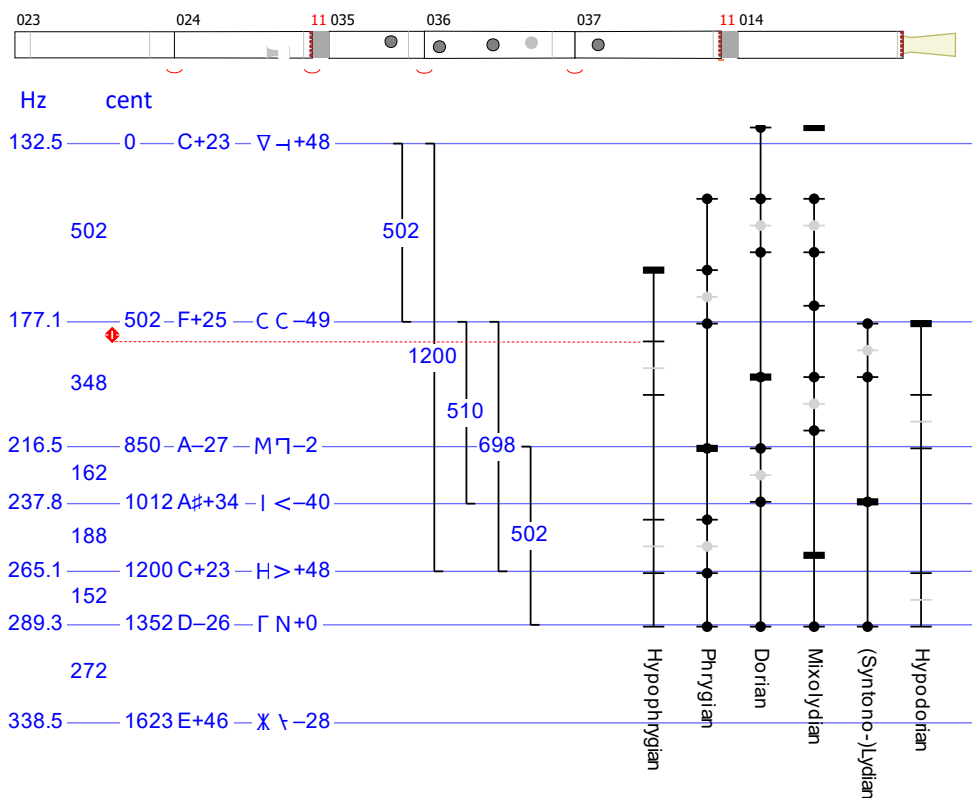 023 024 11 035 036 037 11 014
Hz cent
132.5 0 C+23 ∇ ⊣ +48
502 502
177.1 502 F+25 C C –49
1200
348
510
216.5 850 A–27 M ℸ –2
698
162
237.8 1012 A♯+34 I < –40
188 502
265.1 1200 C+23 H > +48
152
289.3 1352 D–26 Γ N +0
272
338.5 1623 E+46 –28
Hypophrygian
Phrygian
Dorian
Mixolydian
(Syntono-)Lydian
Hypodorian